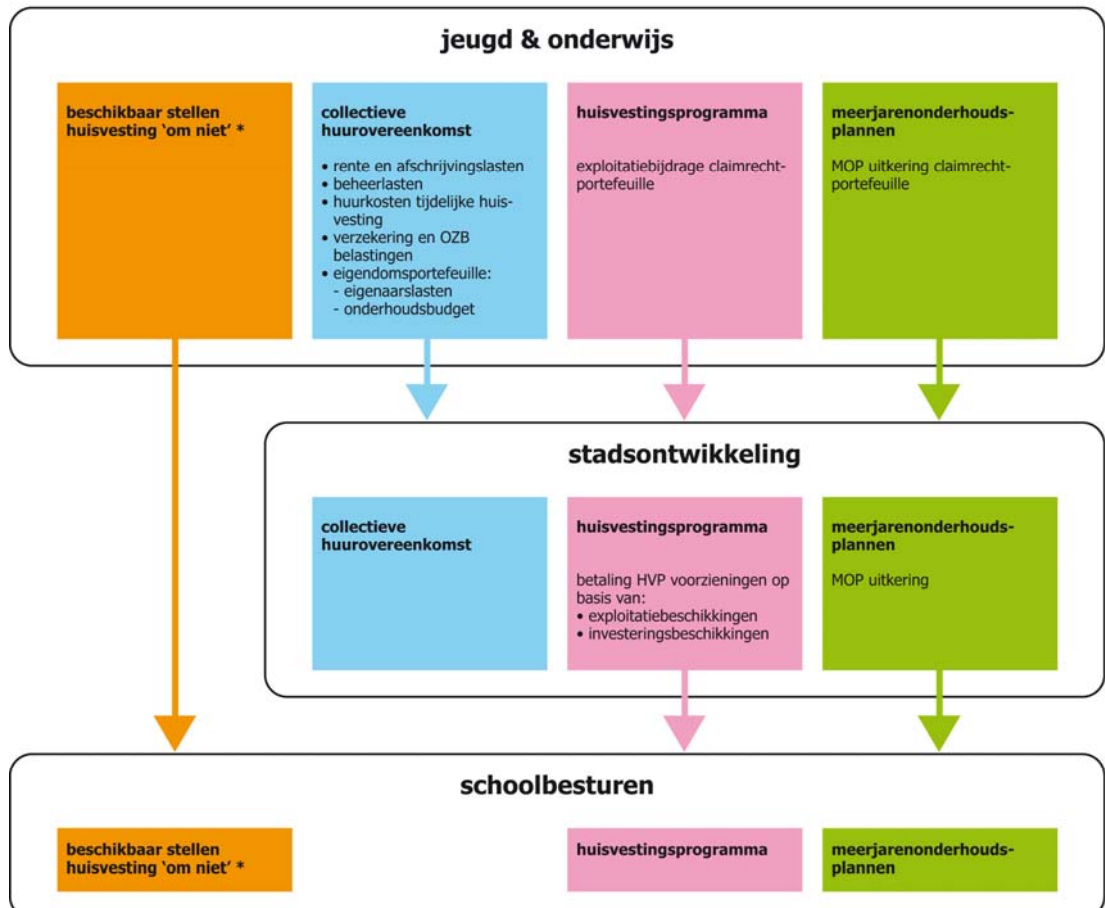 jeugd & onderwijs
beschikbaar stellen
huisvesting ‘om niet’ *
collectieve
huurovereenkomst
• rente en afschrijvingslasten
• beheerlasten
• huurkosten tijdelijke huis-
vesting
• verzekering en OZB
belastingen
• eigendomsportefeuille:
- eigenaarslasten
- onderhoudsbudget
huisvestingsprogramma
exploitatiebijdrage claimrecht-
portefeuille
meerjarenonderhouds-
plannen
MOP uitkering claimrecht-
portefeuille
stadsontwikkeling
collectieve
huurovereenkomst
huisvestingsprogramma
betaling HVP voorzieningen op
basis van:
• exploitatiebeschikkingen
• investeringsbeschikkingen
meerjarenonderhouds-
plannen
MOP uitkering
schoolbesturen
beschikbaar stellen
huisvesting ‘om niet’ *
huisvestingsprogramma
meerjarenonderhouds-
plannen